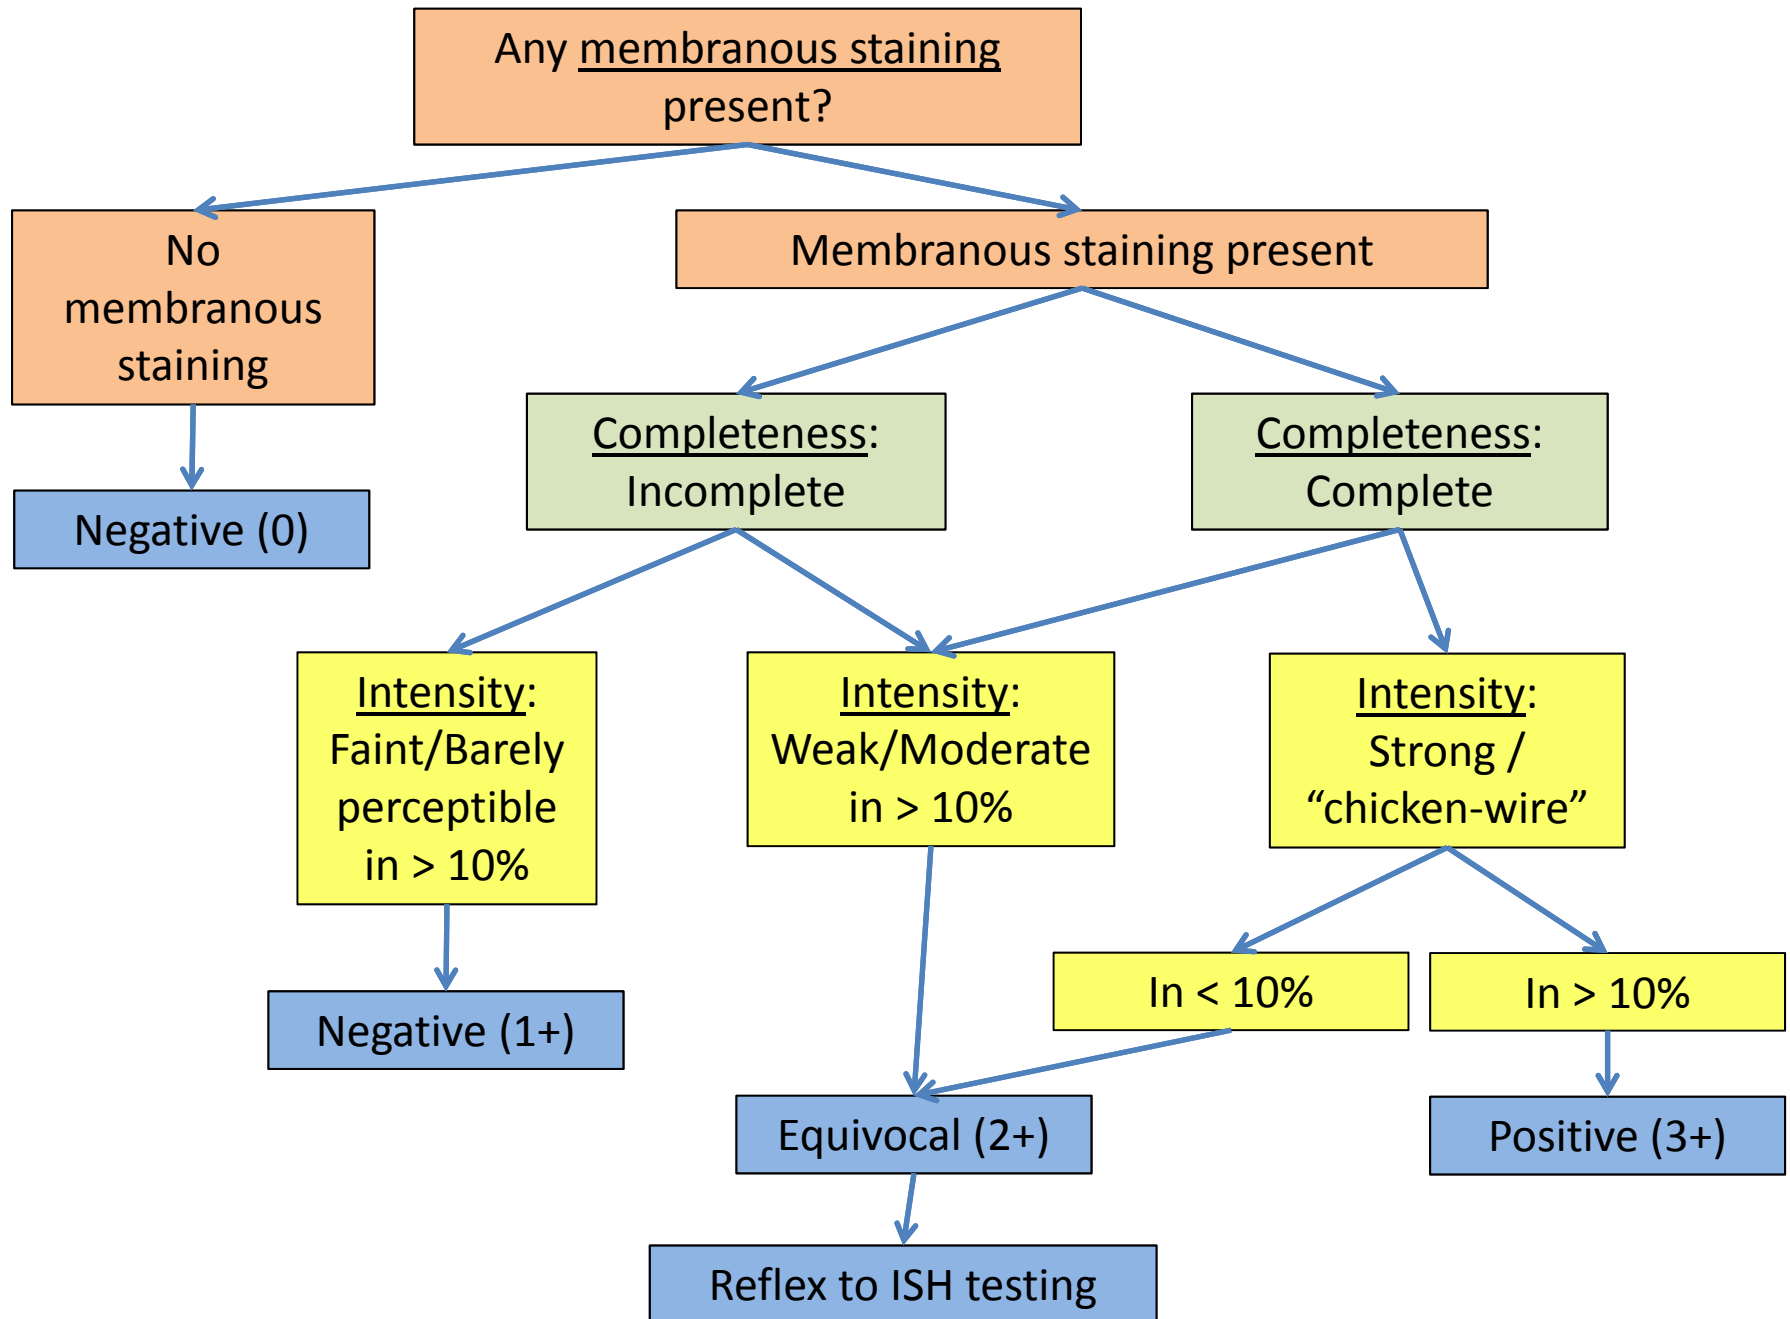 Any membranous staining
present?
No
membranous
staining
Membranous staining present
Negative (0)
Completeness:
Incomplete
Completeness:
Complete
Intensity:
Faint/Barely
perceptible
in > 10%
Intensity:
Weak/Moderate
in > 10%
Intensity:
Strong /
“chicken-wire”
Negative (1+)
In < 10%
In > 10%
Equivocal (2+)
Positive (3+)
Reflex to ISH testing